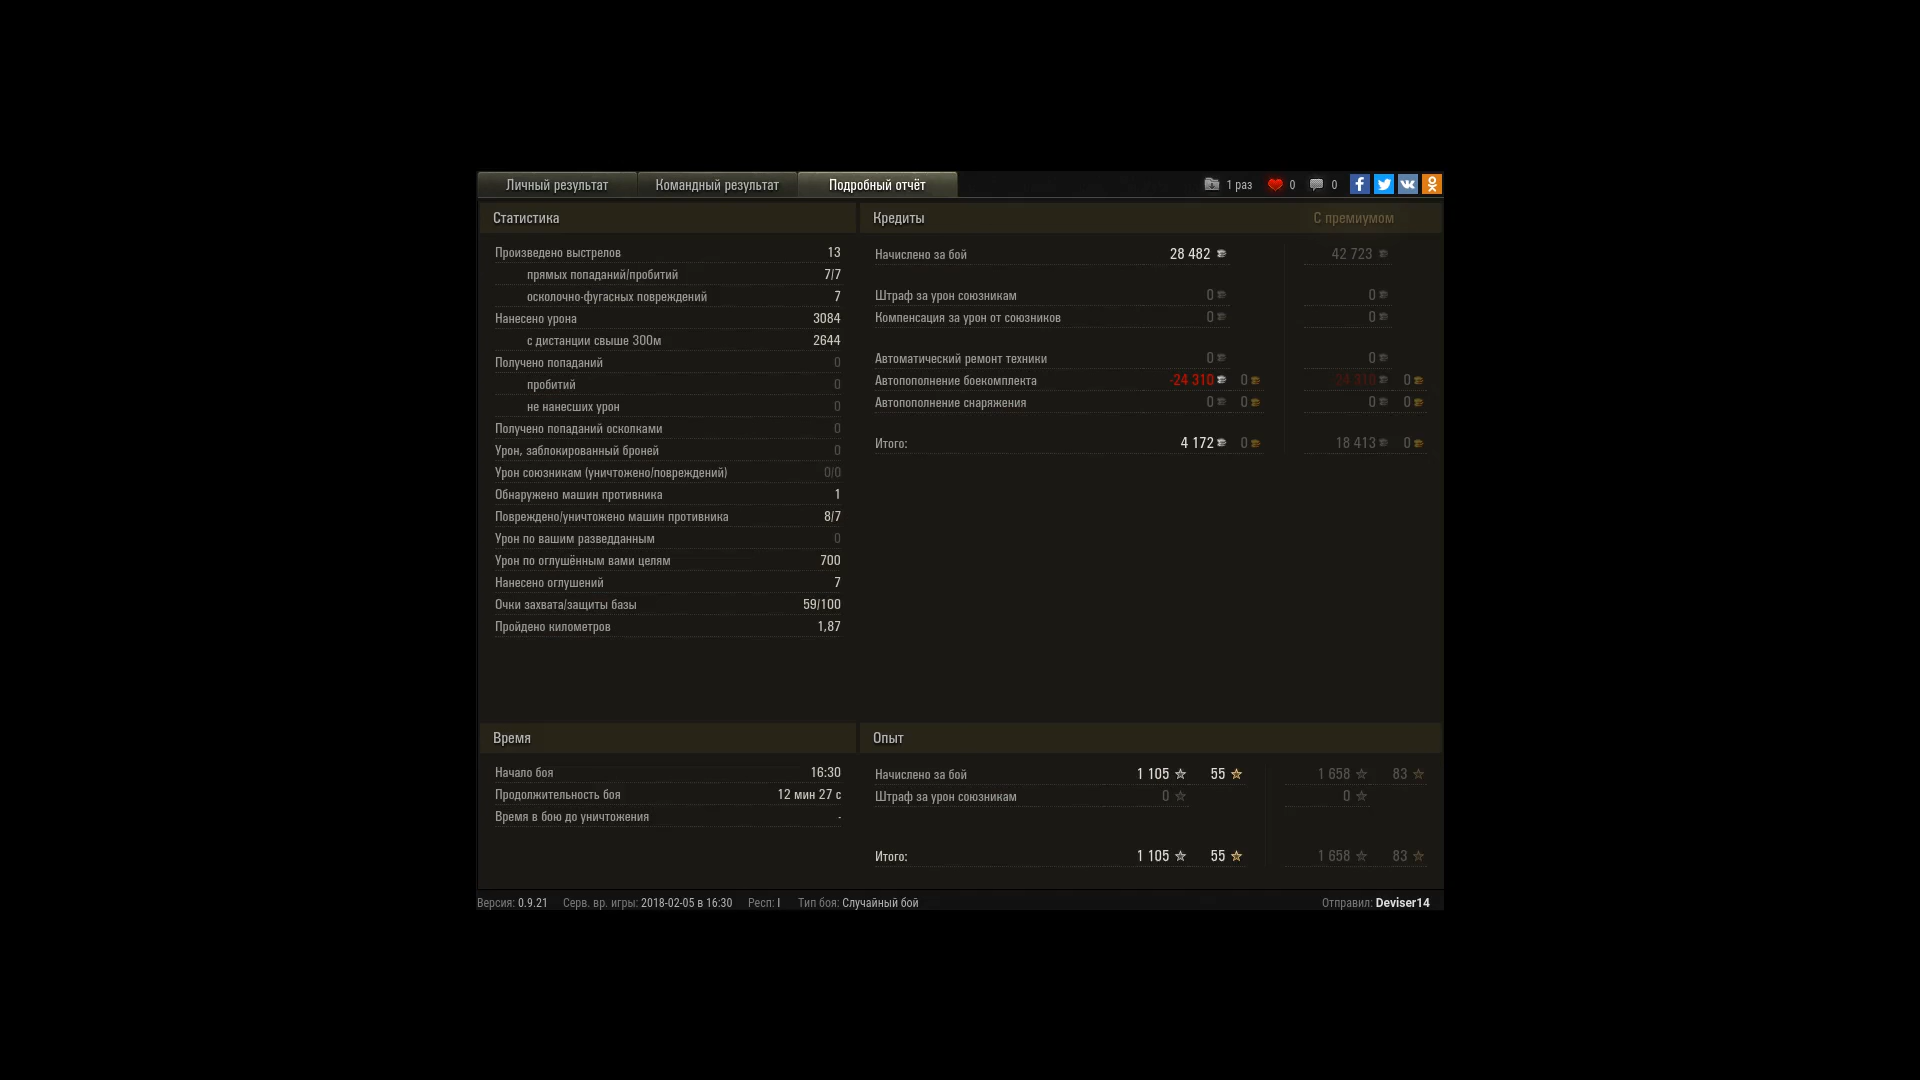 Личный результат Командный результат Подробный отчёт 1 раз 0 0
Статистика
Произведено выстрелов 13
прямых попаданий/пробитий 7/7
осколочно-фугасных повреждений 7
Нанесено урона 3084
с дистанции свыше 300м 2644
Получено попаданий 0
пробитий 0
не нанесших урон 0
Получено попаданий осколками 0
Урон, заблокированный броней 0
Урон союзникам (уничтожено/повреждений) 0/0
Обнаружено машин противника 1
Повреждено/уничтожено машин противника 8/7
Урон по вашим разведданным 0
Урон по оглушённым вами целям 700
Нанесено оглушений 7
Очки захвата/защиты базы 59/100
Пройдено километров 1,87
Кредиты С премиумом
Начислено за бой 28 482 42 723
Штраф за урон союзникам 0 0
Компенсация за урон от союзников 0 0
Автоматический ремонт техники 0 0
Автопополнение боекомплекта -24 310 0 -24 310 0
Автопополнение снаряжения 0 0 0 0
Итого: 4 172 0 18 413 0
Время
Начало боя 16:30
Продолжительность боя 12 мин 27 с
Время в бою до уничтожения -
Опыт
Начислено за бой 1 105 55 1 658 83
Штраф за урон союзникам 0 0
Итого: 1 105 55 1 658 83
Версия: 0.9.21 Серв. вр. игры: 2018-02-05 в 16:30 Респ: I Тип боя: Случайный бой Отправил: Deviser14